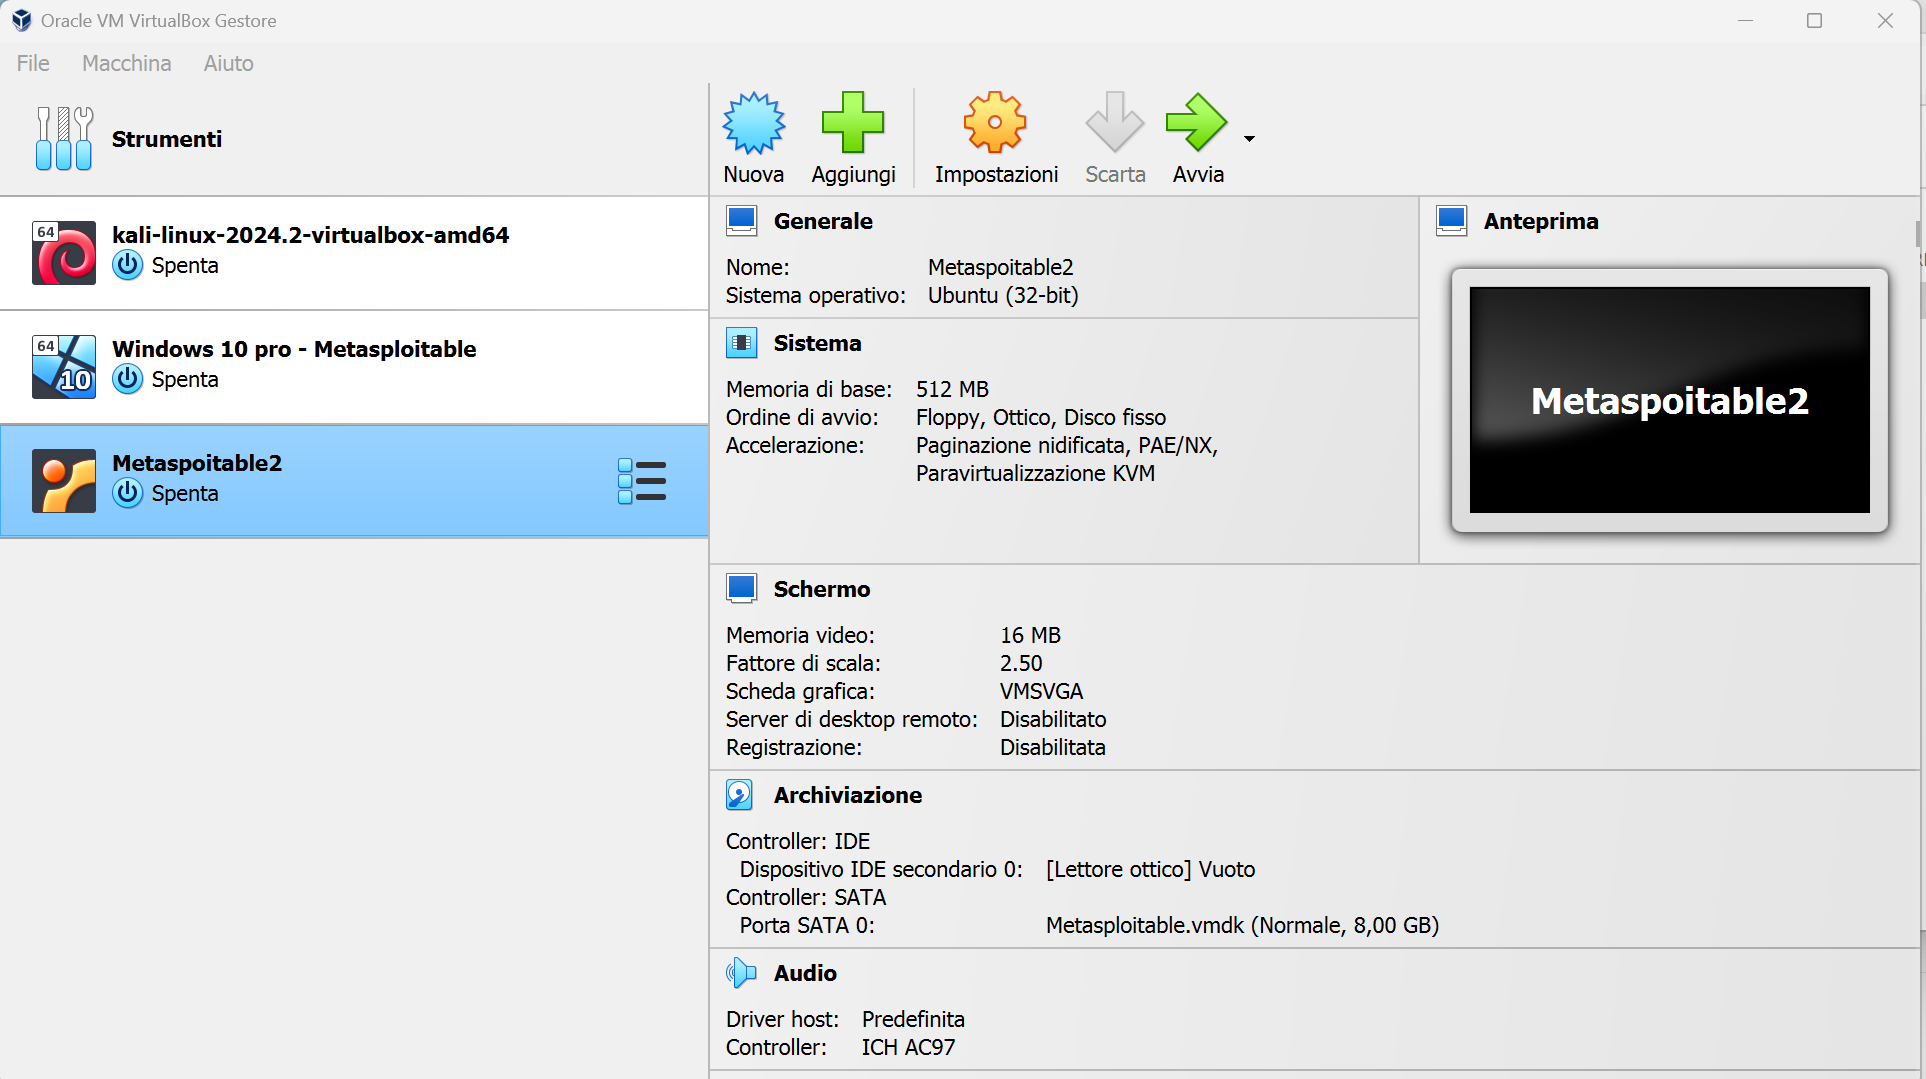 Oracle VM VirtualBox Gestore
File Macchina Aiuto
Strumenti
Nuova Aggiungi Impostazioni Scarta Avvia
64
kali-linux-2024.2-virtualbox-amd64
Spenta
64
10
Windows 10 pro - Metasploitable
Spenta
Metaspoitable2
Spenta
Generale
Nome: Metaspoitable2
Sistema operativo: Ubuntu (32-bit)
Sistema
Memoria di base: 512 MB
Ordine di avvio: Floppy, Ottico, Disco fisso
Accelerazione: Paginazione nidificata, PAE/NX,
Paravirtualizzazione KVM
Anteprima
Metaspoitable2
Schermo
Memoria video: 16 MB
Fattore di scala: 2.50
Scheda grafica: VMSVGA
Server di desktop remoto: Disabilitato
Registrazione: Disabilitata
Archiviazione
Controller: IDE
Dispositivo IDE secondario 0: [Lettore ottico] Vuoto
Controller: SATA
Porta SATA 0: Metasploitable.vmdk (Normale, 8,00 GB)
Audio
Driver host: Predefinita
Controller: ICH AC97